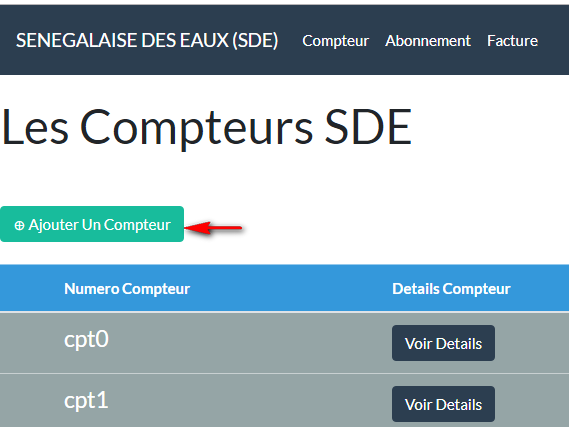 SENEGALAISE DES EAUX (SDE) Compteur Abonnement Facture
Les Compteurs SDE
⊕ Ajouter Un Compteur
Numero Compteur Details Compteur
cpt0 Voir Details
cpt1 Voir Details